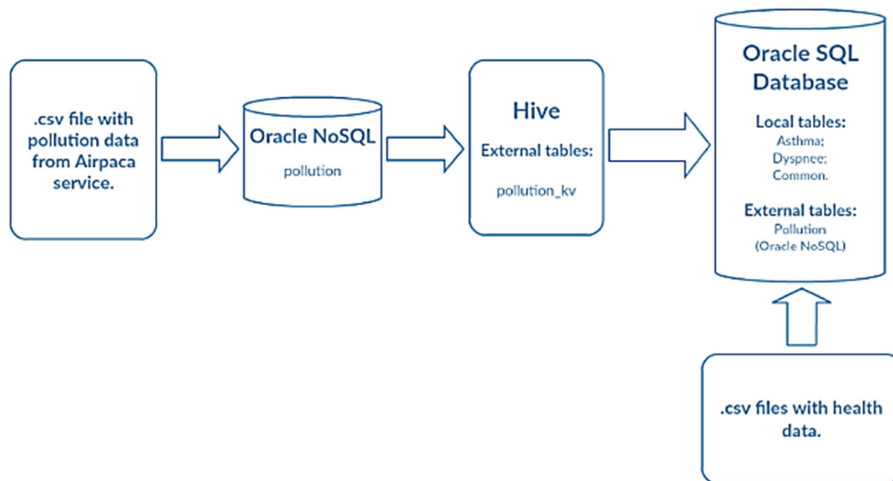 .csv file with
pollution data
from Airpaca
service.
Oracle NoSQL
pollution
Hive
External tables:
pollution_kv
Oracle SQL
Database
Local tables:
Asthma;
Dyspnee;
Common.
External tables:
Pollution
(Oracle NoSQL)
.csv files with health
data.